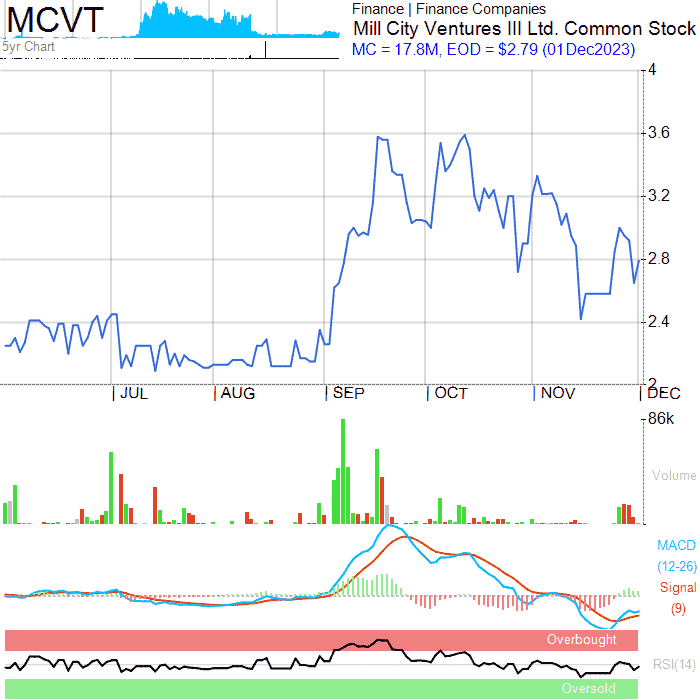 MCVT
Finance | Finance Companies
Mill City Ventures III Ltd. Common Stock
5yr Chart
MC = 17.8M, EOD = $2.79 (01Dec2023)
4
3.6
3.2
2.8
2.4
2
JUL AUG SEP OCT NOV DEC
86k
Volume
MACD
(12-26)
Signal
(9)
Overbought
RSI(14)
Oversold